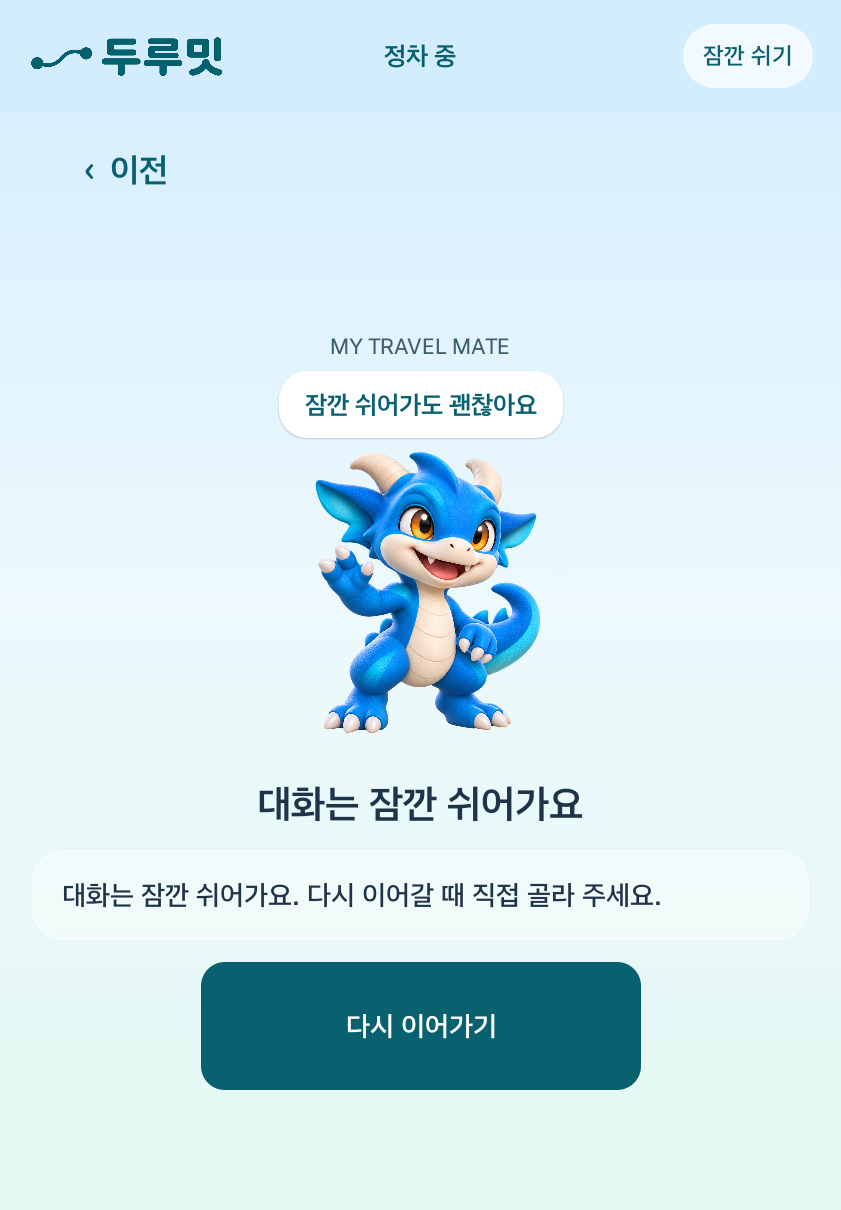 두루밋
정차 중
잠깐 쉬기
‹ 이전
MY TRAVEL MATE
잠깐 쉬어가도 괜찮아요
대화는 잠깐 쉬어가요
대화는 잠깐 쉬어가요. 다시 이어갈 때 직접 골라 주세요.
다시 이어가기